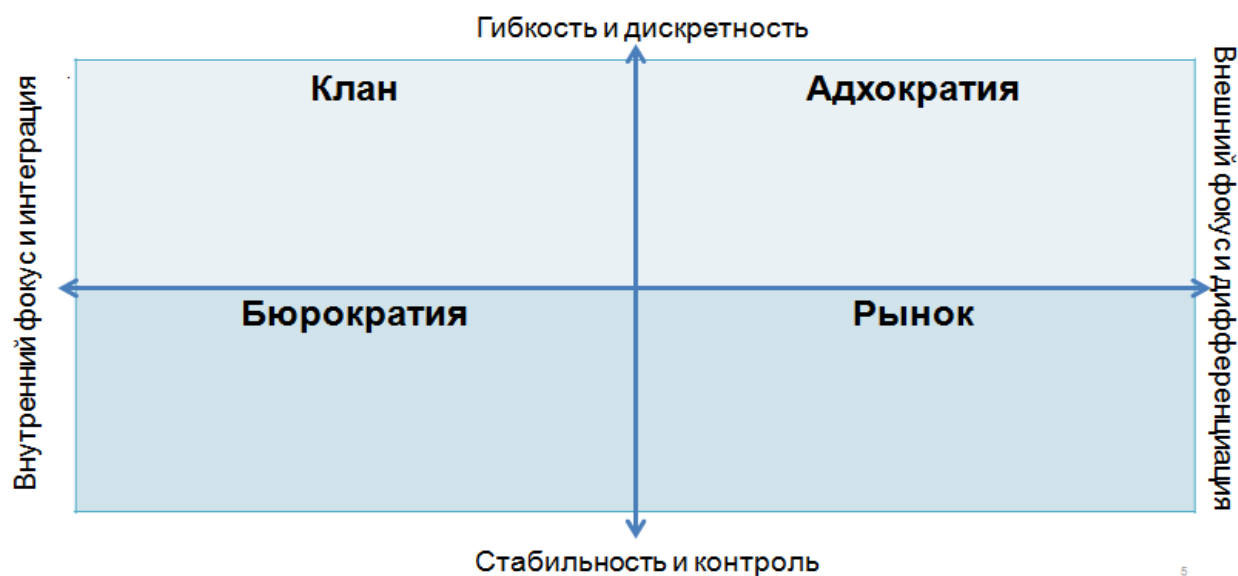 Гибкость и дискретность
Клан
Адхократия
Внутренний фокус и интеграция
Внешний фокус и дифференциация
Бюрократия
Рынок
Стабильность и контроль
5